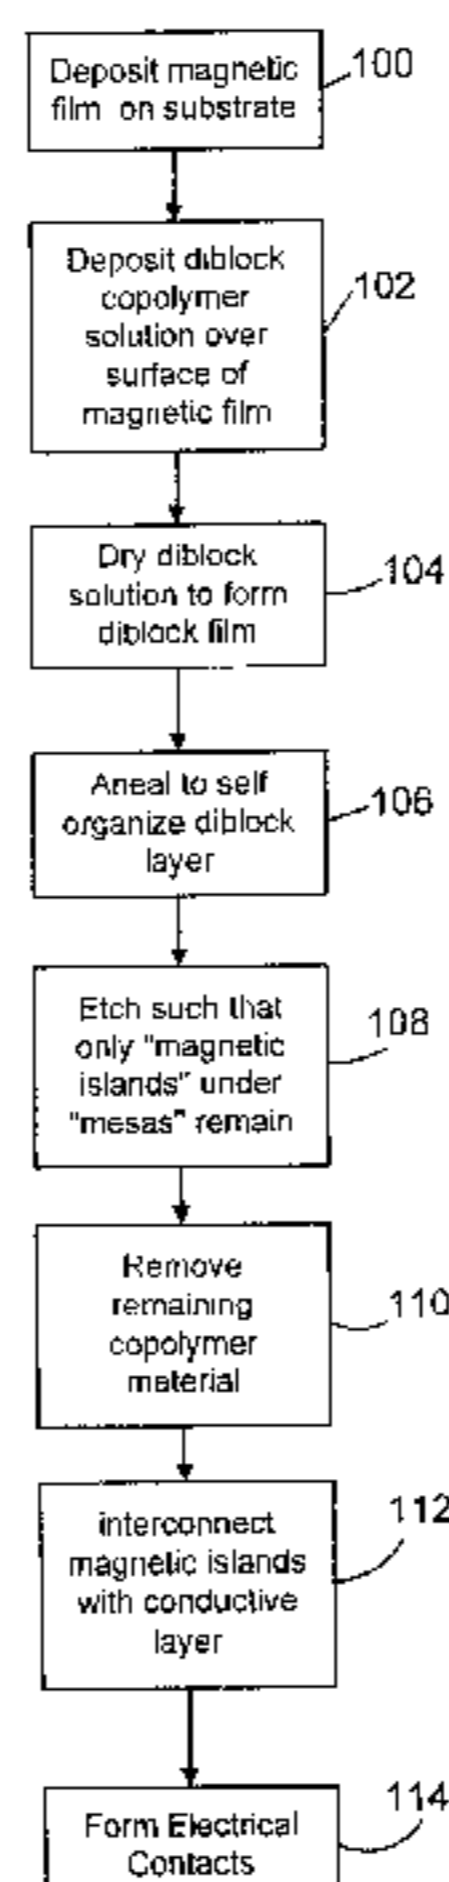 Deposit magnetic
film on substrate
100
Deposit diblock
copolymer
solution over
surface of
magnetic film
102
Dry diblock
solution to form
diblock film
104
Aneal to self
organize diblock
layer
106
Etch such that
only "magnetic
islands" under
"mesas" remain
108
Remove
remaining
copolymer
material
110
interconnect
magnetic islands
with conductive
layer
112
Form Electrical
Contacts
114